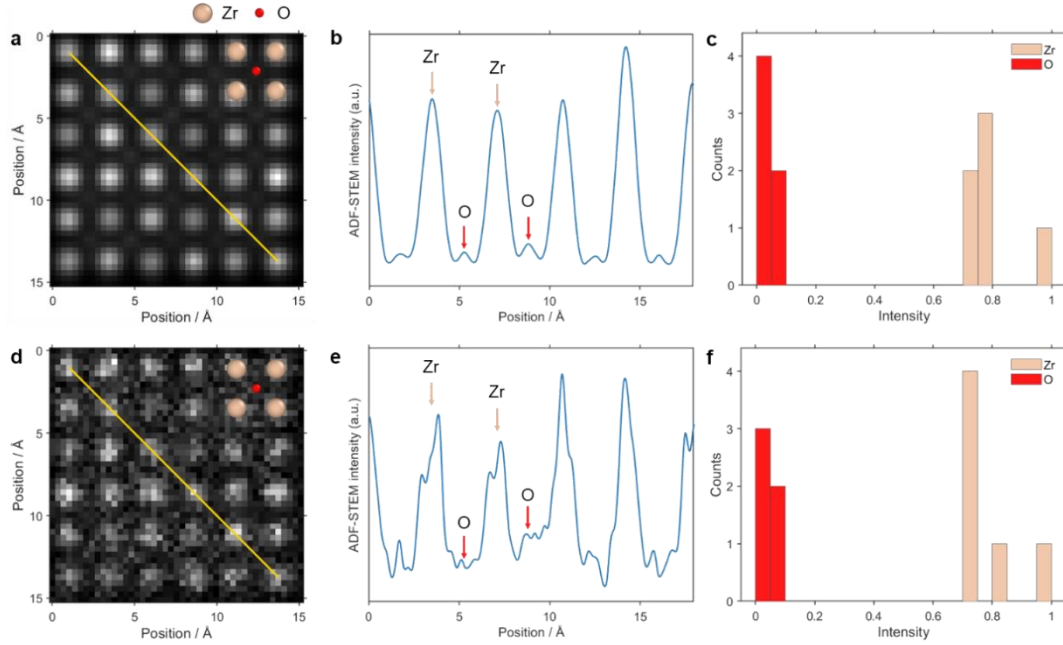 Zr O
a
0
5
10
15
Position / Å
0 5 10 15
Position / Å
b
Zr
Zr
O
O
ADF-STEM intensity (a.u.)
0 5 10 15
Position / Å
c
Zr
O
4
3
2
1
0
Counts
0 0.2 0.4 0.6 0.8 1
Intensity
d
0
5
10
15
Position / Å
0 5 10 15
Position / Å
e
Zr
Zr
O
O
ADF-STEM intensity (a.u.)
0 5 10 15
Position / Å
f
Zr
O
4
3
2
1
0
Counts
0 0.2 0.4 0.6 0.8 1
Intensity